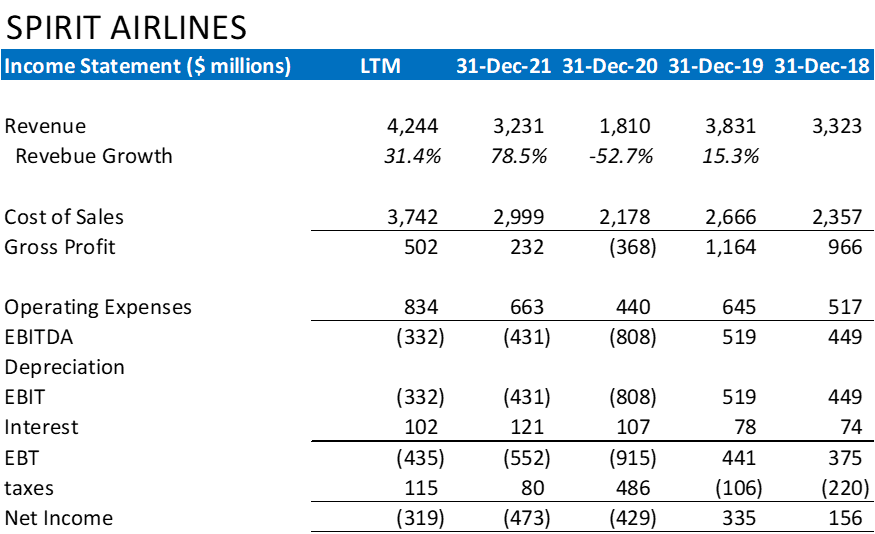 SPIRIT AIRLINES
Income Statement ($ millions) LTM 31-Dec-21 31-Dec-20 31-Dec-19 31-Dec-18
Revenue 4,244 3,231 1,810 3,831 3,323
Revebue Growth 31.4% 78.5% -52.7% 15.3%
Cost of Sales 3,742 2,999 2,178 2,666 2,357
Gross Profit 502 232 (368) 1,164 966
Operating Expenses 834 663 440 645 517
EBITDA (332) (431) (808) 519 449
Depreciation
EBIT (332) (431) (808) 519 449
Interest 102 121 107 78 74
EBT (435) (552) (915) 441 375
taxes 115 80 486 (106) (220)
Net Income (319) (473) (429) 335 156